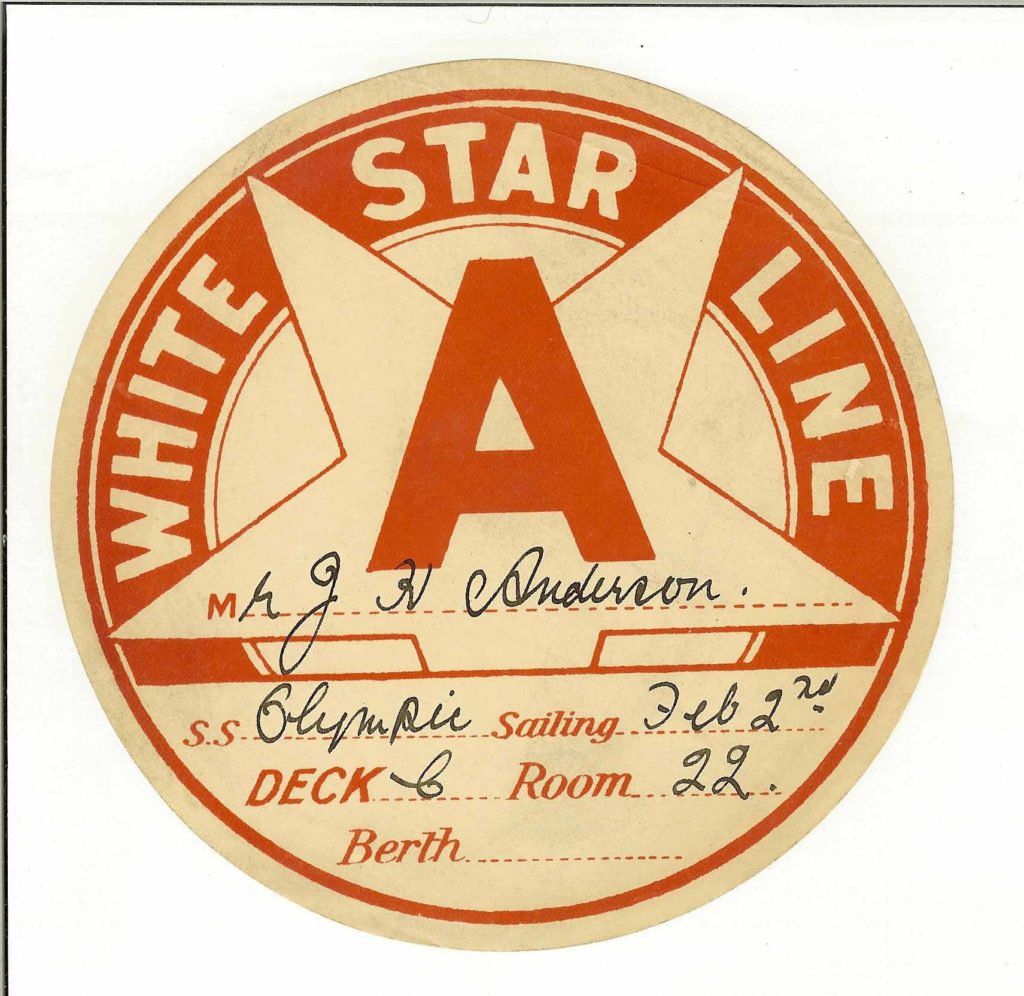 WHITE STAR LINE
A
Mr J H Anderson.
S.S Olympic Sailing Feb 2nd
DECK C Room 22.
Berth